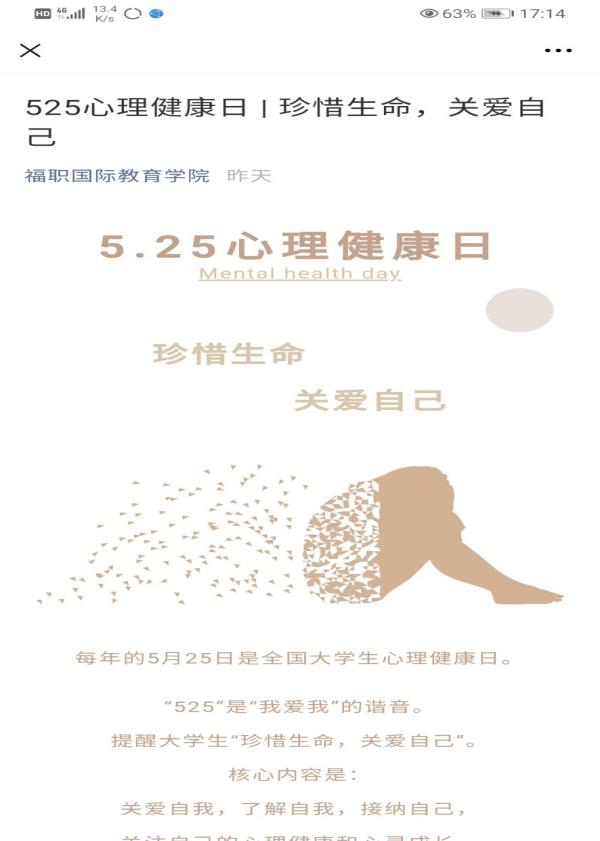 HD 4G 13.4 K/s 63% 17:14
525心理健康日 | 珍惜生命，关爱自
己
福职国际教育学院 昨天
5.25心理健康日
Mental health day
珍惜生命
关爱自己
每年的5月25日是全国大学生心理健康日。
“525”是“我爱我”的谐音。
提醒大学生“珍惜生命，关爱自己”。
核心内容是：
关爱自我，了解自我，接纳自己，